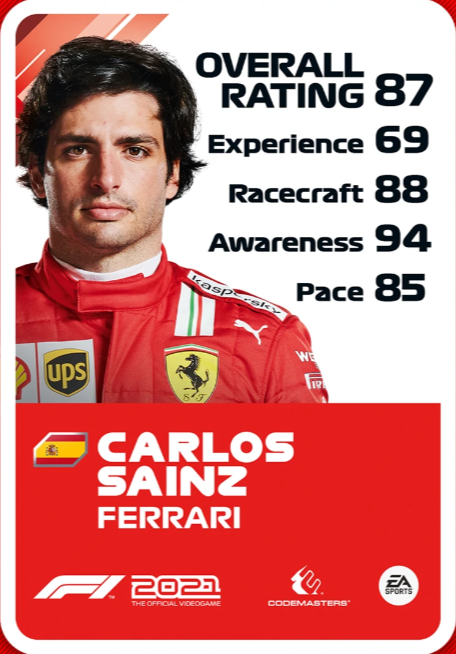 OVERALL
RATING 87
Experience 69
Racecraft 88
Awareness 94
Pace 85
kaspersky
ups
S F
CARLOS
SAINZ
FERRARI
F1 2021
THE OFFICIAL VIDEOGAME
CODEMASTERS
EA
SPORTS